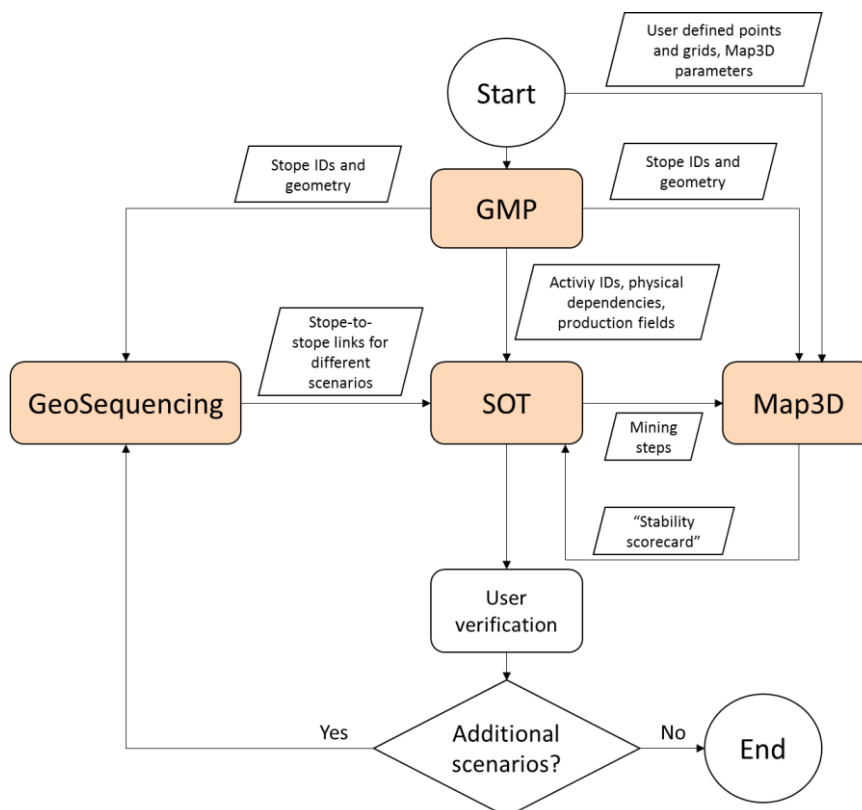 User defined points
and grids, Map3D
parameters
Start
Stope IDs and
geometry
Stope IDs and
geometry
GMP
Activiy IDs, physical
dependencies,
production fields
Stope-to-
stope links for
different
scenarios
GeoSequencing
SOT
Map3D
Mining
steps
“Stability
scorecard”
User
verification
Yes
Additional
scenarios?
No
End